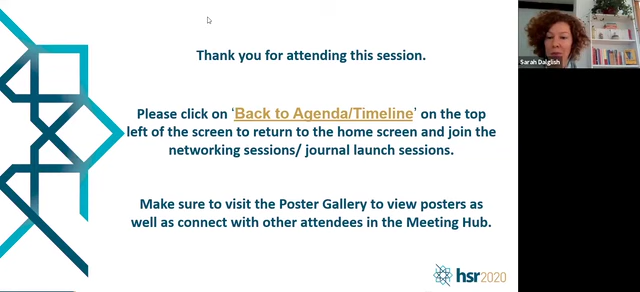 Thank you for attending this session.
Please click on ‘Back to Agenda/Timeline’ on the top
left of the screen to return to the home screen and join the
networking sessions/ journal launch sessions.
Make sure to visit the Poster Gallery to view posters as
well as connect with other attendees in the Meeting Hub.
hsr2020
Sarah Dalglish